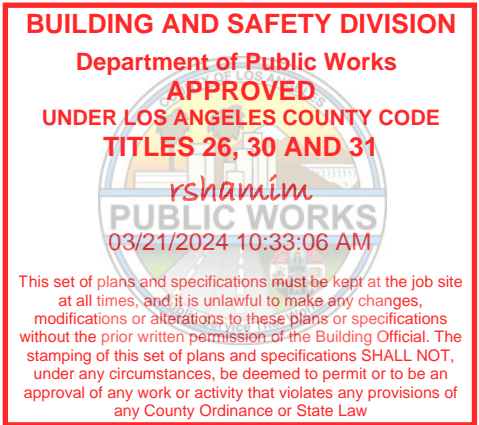 BUILDING AND SAFETY DIVISION
Department of Public Works
COUNTY OF LOS ANGELES
APPROVED
UNDER LOS ANGELES COUNTY CODE
TITLES 26, 30 AND 31
rshamim
PUBLIC WORKS
03/21/2024 10:33:06 AM
This set of plans and specifications must be kept at the job site
at all times, and it is unlawful to make any changes,
modifications or alterations to these plans or specifications
without the prior written permission of the Building Official. The
stamping of this set of plans and specifications SHALL NOT,
under any circumstances, be deemed to permit or to be an
approval of any work or activity that violates any provisions of
any County Ordinance or State Law